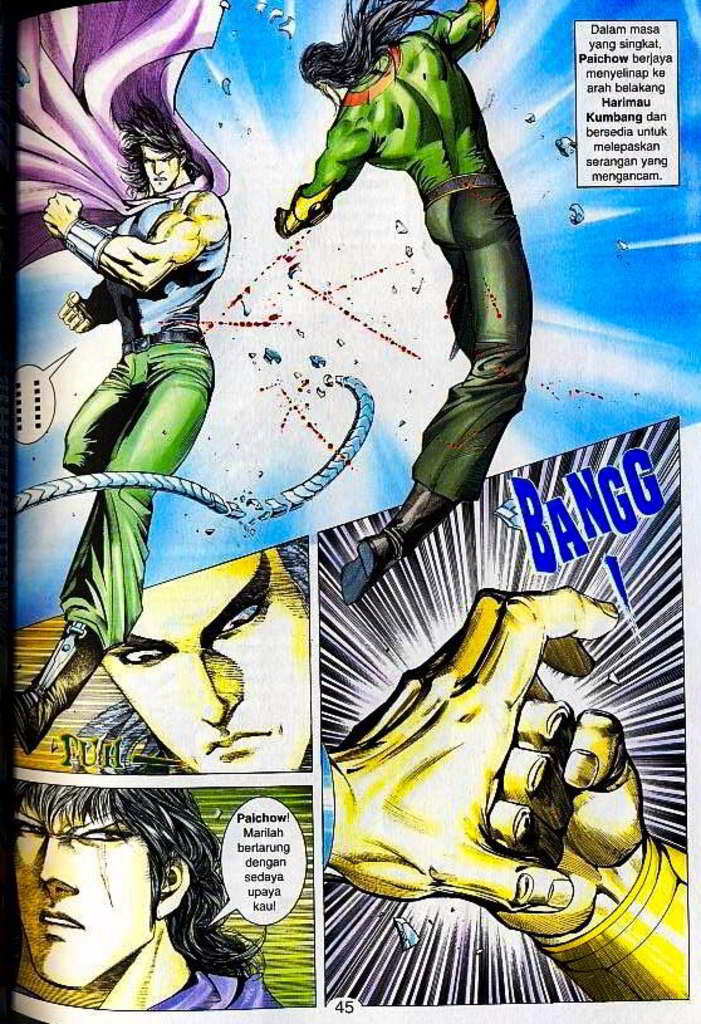 Dalam masa
yang singkat,
Paichow berjaya
menyelinap ke
arah belakang
Harimau
Kumbang dan
bersedia untuk
melepaskan
serangan yang
mengancam.
BANGG
!
Paichow!
Marilah
bertarung
dengan
sedaya
upaya
kau!
45